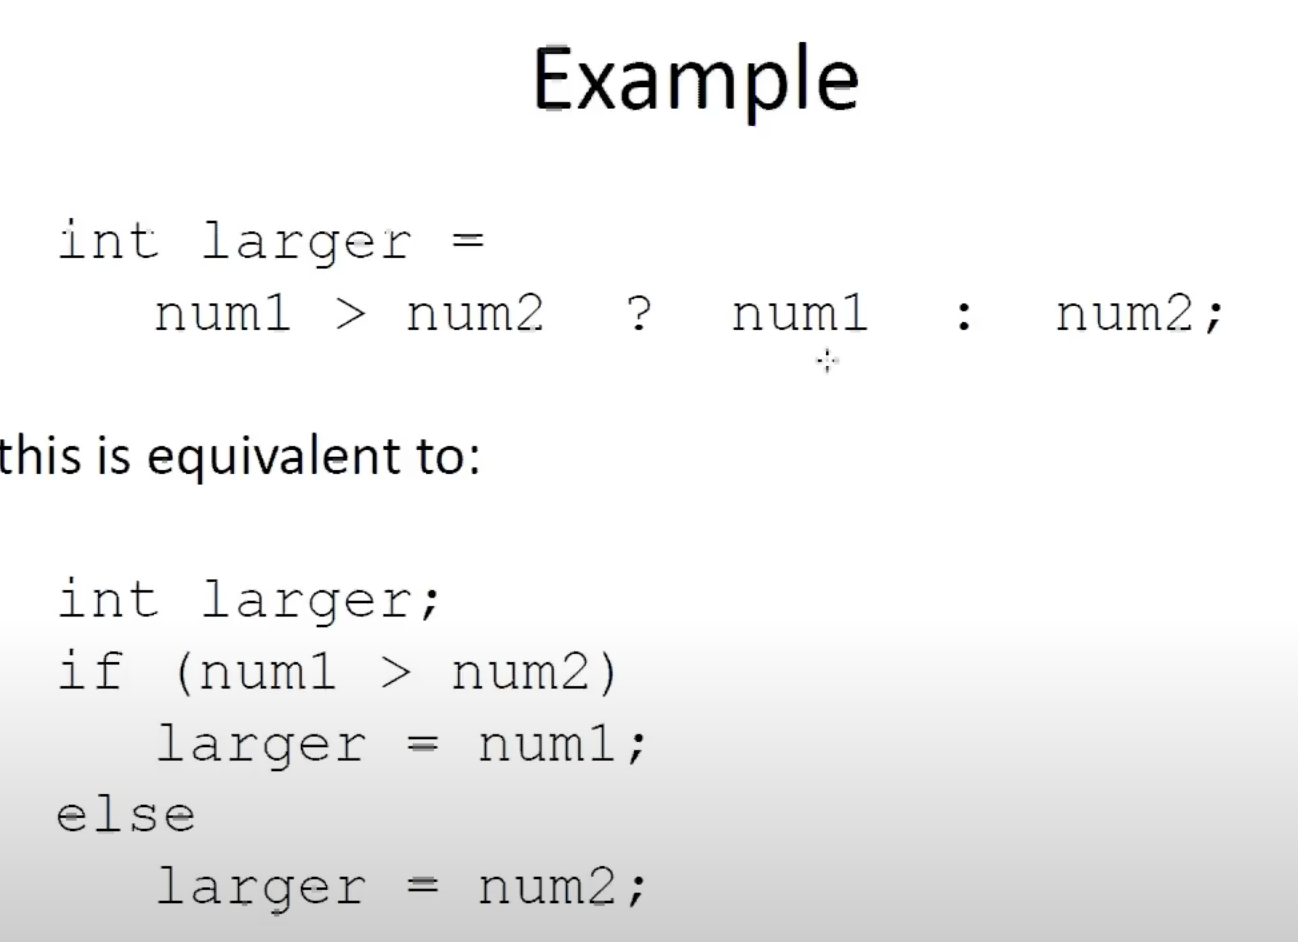 Example
int larger =
num1 > num2 ? num1 : num2;
this is equivalent to:
int larger;
if (num1 > num2)
larger = num1;
else
larger = num2;